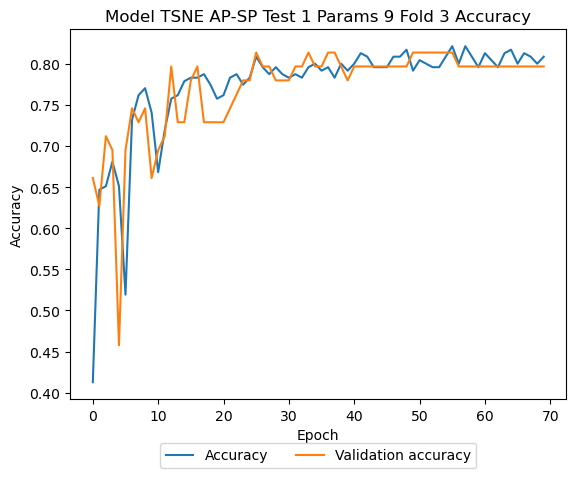 Model TSNE AP-SP Test 1 Params 9 Fold 3 Accuracy
Accuracy
0.80
0.75
0.70
0.65
0.60
0.55
0.50
0.45
0.40
0 10 20 30 40 50 60 70
Epoch
Accuracy Validation accuracy